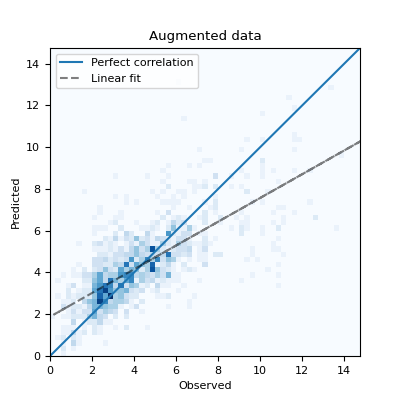 Augmented data
Perfect correlation
Linear fit
14
12
10
8
6
4
2
0
Predicted
0 2 4 6 8 10 12 14
Observed